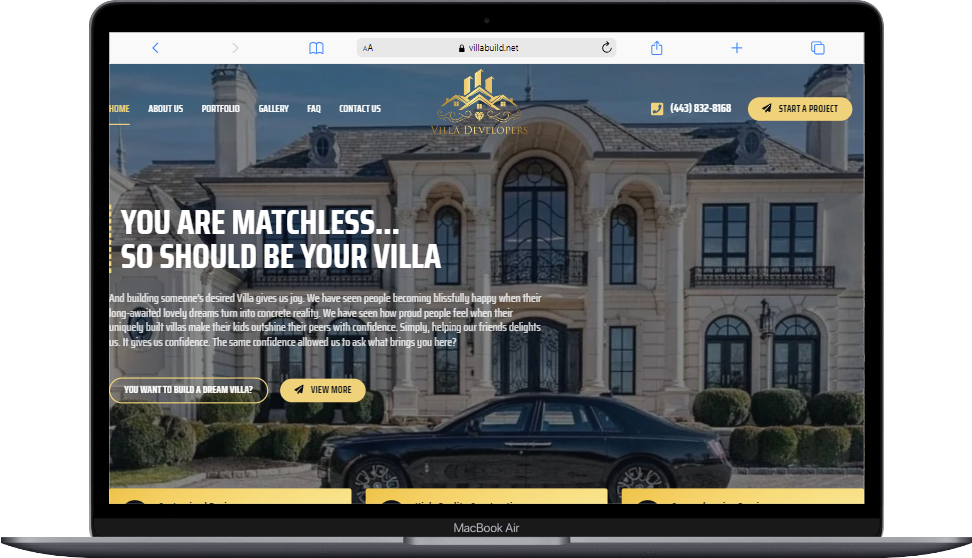 AA villabuild.net
HOME ABOUT US PORTFOLIO GALLERY FAQ CONTACT US
VILLA DEVELOPERS
(443) 832-8168 START A PROJECT
YOU ARE MATCHLESS...
SO SHOULD BE YOUR VILLA
And building someone's desired Villa gives us joy. We have seen people becoming blissfully happy when their
long-awaited lovely dreams turn into concrete reality. We have seen how proud people feel when their
uniquely built villas make their kids outshine their peers with confidence. Simply, helping our friends delights
us. It gives us confidence. The same confidence allowed us to ask what brings you here?
YOU WANT TO BUILD A DREAM VILLA? VIEW MORE
MacBook Air